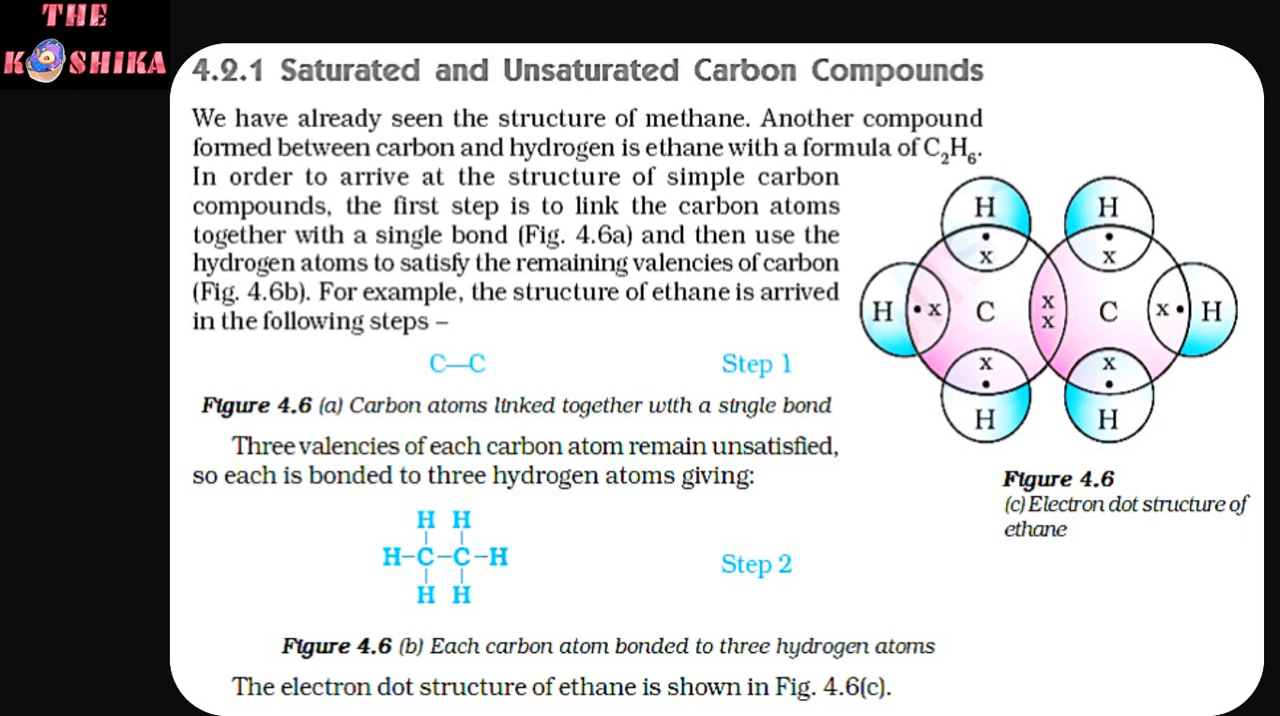 THE
KOSHIKA
4.2.1 Saturated and Unsaturated Carbon Compounds
We have already seen the structure of methane. Another compound
formed between carbon and hydrogen is ethane with a formula of C₂H₆.
In order to arrive at the structure of simple carbon
compounds, the first step is to link the carbon atoms
together with a single bond (Fig. 4.6a) and then use the
hydrogen atoms to satisfy the remaining valencies of carbon
(Fig. 4.6b). For example, the structure of ethane is arrived
in the following steps –
C—C Step 1
Figure 4.6 (a) Carbon atoms linked together with a single bond
Three valencies of each carbon atom remain unsatisfied,
so each is bonded to three hydrogen atoms giving:
H H
H–C–C–H Step 2
H H
Figure 4.6 (b) Each carbon atom bonded to three hydrogen atoms
The electron dot structure of ethane is shown in Fig. 4.6(c).
H H
• •
x x
H • x C x x C x • H
x x
• •
H H
Figure 4.6
(c) Electron dot structure of
ethane